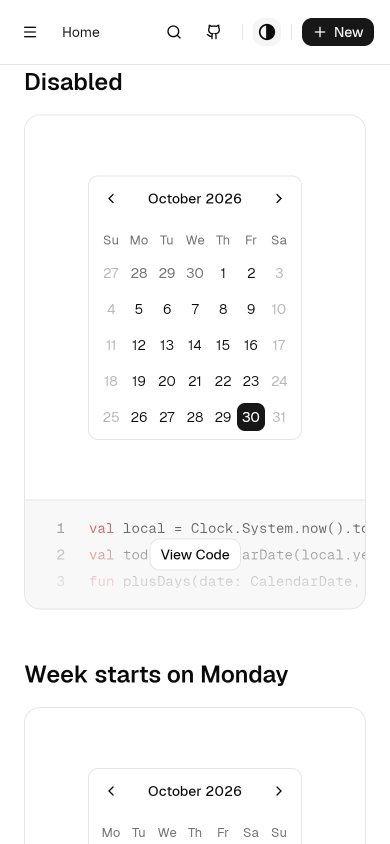 Home
New
Disabled
October 2026
Su Mo Tu We Th Fr Sa
27 28 29 30 1 2 3
4 5 6 7 8 9 10
11 12 13 14 15 16 17
18 19 20 21 22 23 24
25 26 27 28 29 30 31
1 val local = Clock.System.now().to
2 val tod View Code arDate(local.ye
3 fun plusDays(date: CalendarDate,
Week starts on Monday
October 2026
Mo Tu We Th Fr Sa Su